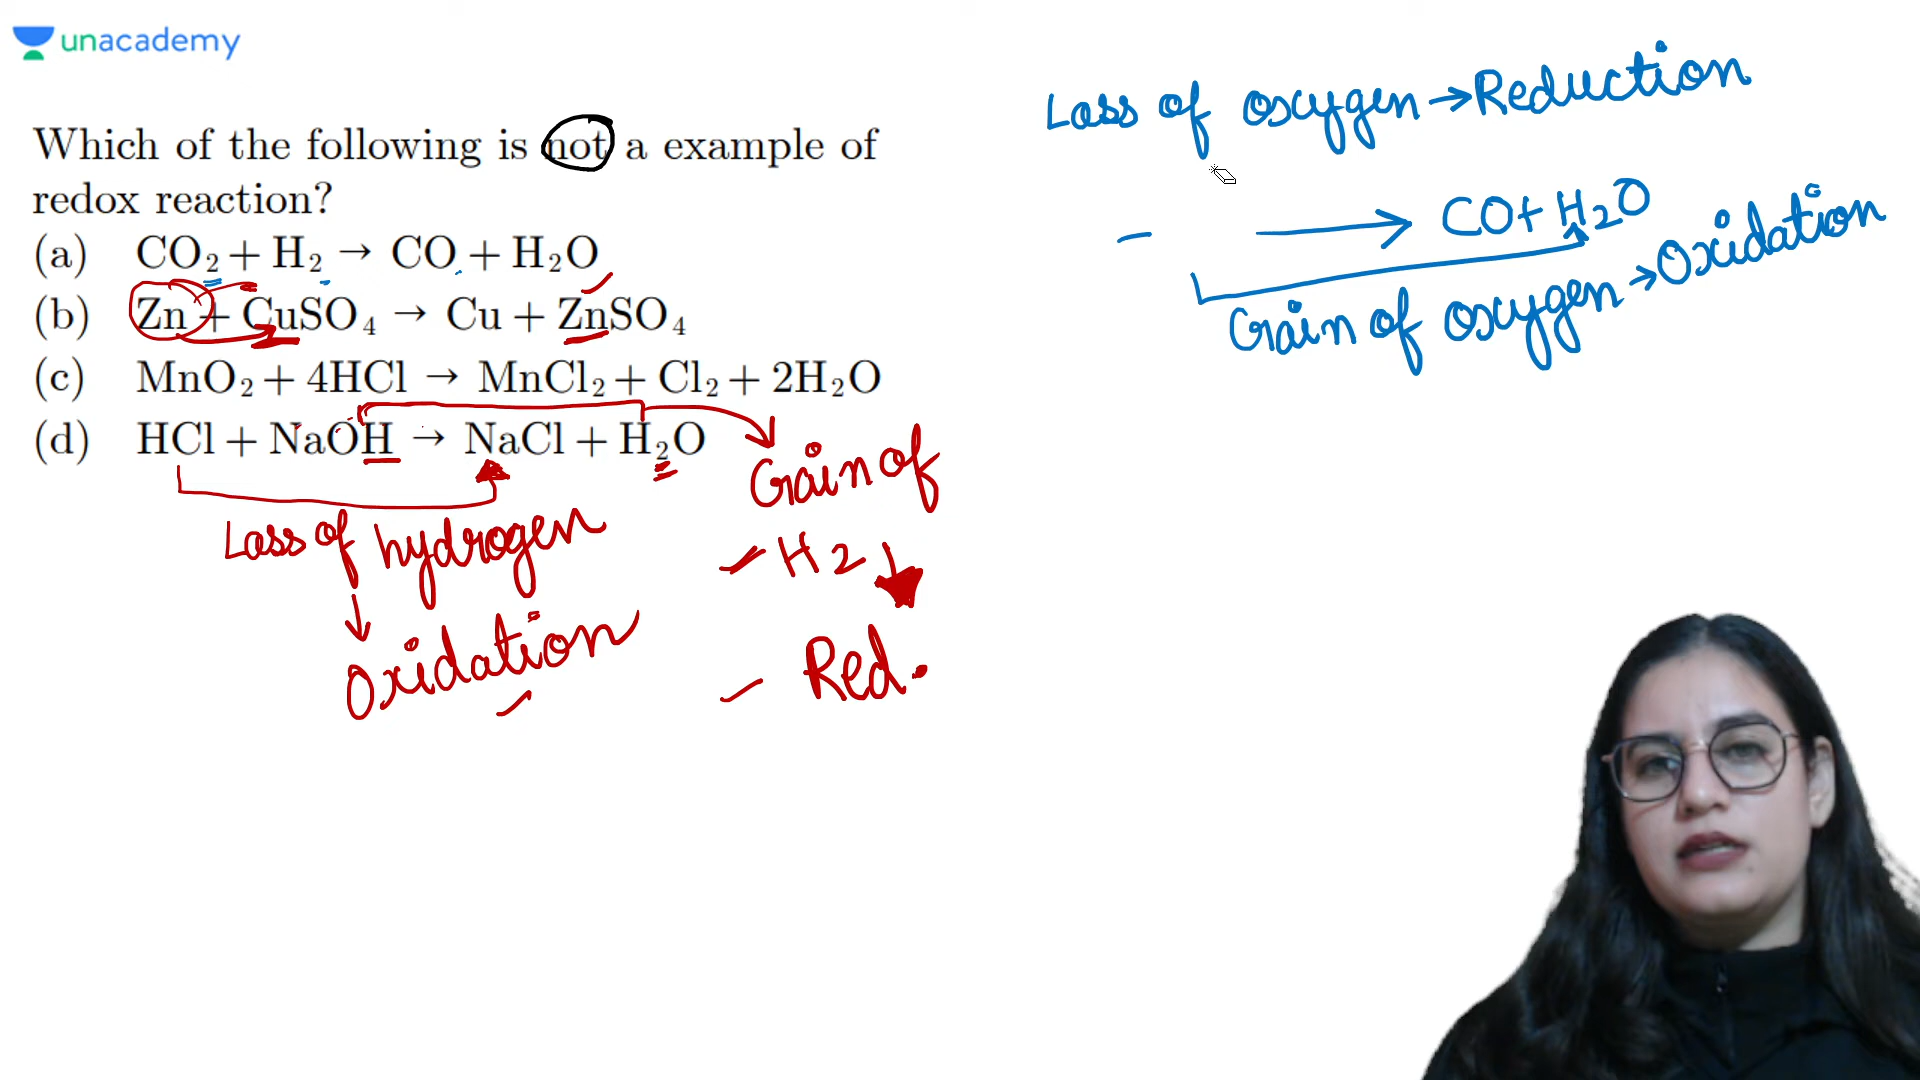 unacademy
Which of the following is not a example of
redox reaction?
(a) CO₂ + H₂ → CO + H₂O
(b) Zn + CuSO₄ → Cu + ZnSO₄
(c) MnO₂ + 4HCl → MnCl₂ + Cl₂ + 2H₂O
(d) HCl + NaOH → NaCl + H₂O
Loss of hydrogen
↓
Oxidation
Gain of
H2
Red.
Loss of oxygen → Reduction
→ CO + H2O
Gain of oxygen → Oxidation